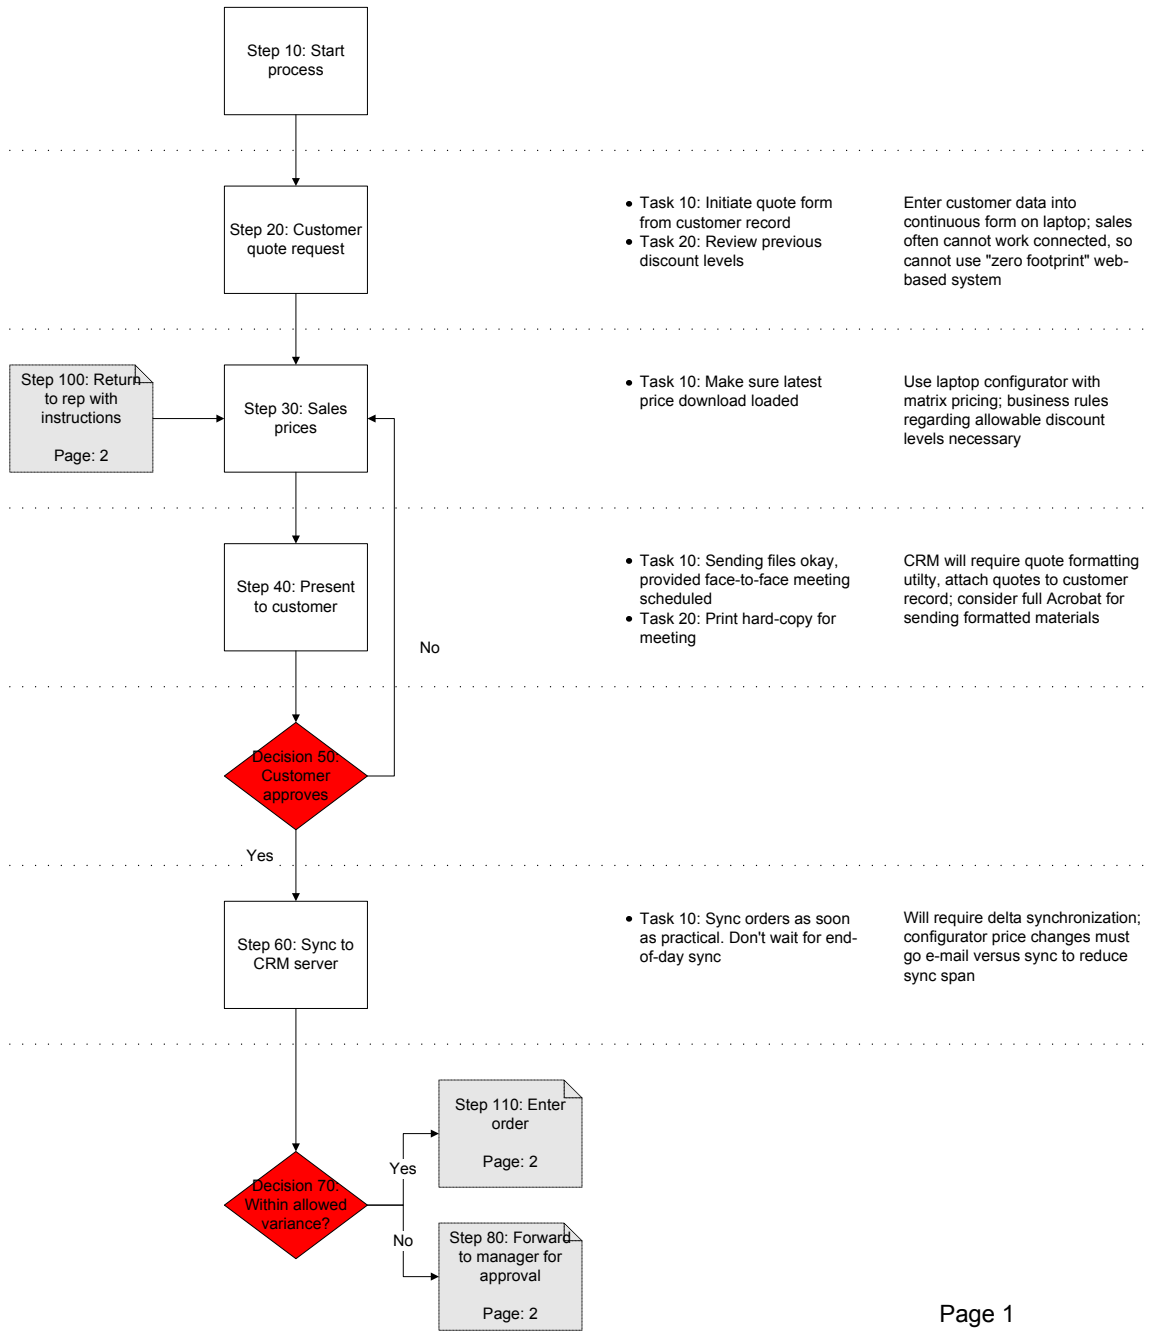 Step 10: Start
process
Step 20: Customer
quote request
• Task 10: Initiate quote form
from customer record
• Task 20: Review previous
discount levels
Enter customer data into
continuous form on laptop; sales
often cannot work connected, so
cannot use "zero footprint" web-
based system
Step 100: Return
to rep with
instructions
Page: 2
Step 30: Sales
prices
• Task 10: Make sure latest
price download loaded
Use laptop configurator with
matrix pricing; business rules
regarding allowable discount
levels necessary
Step 40: Present
to customer
• Task 10: Sending files okay,
provided face-to-face meeting
scheduled
• Task 20: Print hard-copy for
meeting
CRM will require quote formatting
utilty, attach quotes to customer
record; consider full Acrobat for
sending formatted materials
No
Decision 50:
Customer
approves
Yes
Step 60: Sync to
CRM server
• Task 10: Sync orders as soon
as practical. Don't wait for end-
of-day sync
Will require delta synchronization;
configurator price changes must
go e-mail versus sync to reduce
sync span
Step 110: Enter
order
Page: 2
Yes
Decision 70:
Within allowed
variance?
No
Step 80: Forward
to manager for
approval
Page: 2
Page 1